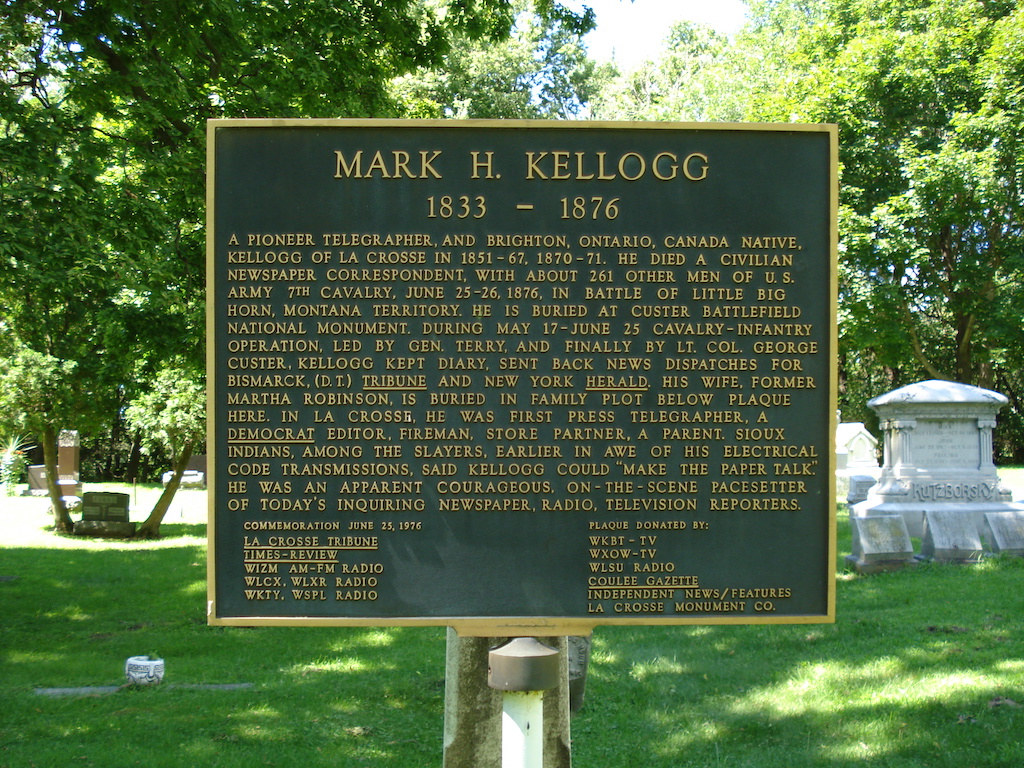 MARK H. KELLOGG
1833 - 1876
A PIONEER TELEGRAPHER, AND BRIGHTON, ONTARIO, CANADA NATIVE,
KELLOGG OF LA CROSSE IN 1851-67, 1870-71. HE DIED A CIVILIAN
NEWSPAPER CORRESPONDENT, WITH ABOUT 261 OTHER MEN OF U.S.
ARMY 7TH CAVALRY, JUNE 25-26, 1876, IN BATTLE OF LITTLE BIG
HORN, MONTANA TERRITORY. HE IS BURIED AT CUSTER BATTLEFIELD
NATIONAL MONUMENT. DURING MAY 17-JUNE 25 CAVALRY-INFANTRY
OPERATION, LED BY GEN. TERRY, AND FINALLY BY LT. COL. GEORGE
CUSTER, KELLOGG KEPT DIARY, SENT BACK NEWS DISPATCHES FOR
BISMARCK, (D.T.) TRIBUNE AND NEW YORK HERALD. HIS WIFE, FORMER
MARTHA ROBINSON, IS BURIED IN FAMILY PLOT BELOW PLAQUE
HERE. IN LA CROSSE, HE WAS FIRST PRESS TELEGRAPHER, A
DEMOCRAT EDITOR, FIREMAN, STORE PARTNER, A PARENT. SIOUX
INDIANS, AMONG THE SLAYERS, EARLIER IN AWE OF HIS ELECTRICAL
CODE TRANSMISSIONS, SAID KELLOGG COULD "MAKE THE PAPER TALK."
HE WAS AN APPARENT COURAGEOUS, ON-THE-SCENE PACESETTER
OF TODAY'S INQUIRING NEWSPAPER, RADIO, TELEVISION REPORTERS.
COMMEMORATION JUNE 25, 1976
LA CROSSE TRIBUNE
TIMES-REVIEW
WIZM AM-FM RADIO
WLCX, WLXR RADIO
WKTY, WSPL RADIO
PLAQUE DONATED BY:
WKBT-TV
WXOW-TV
WLSU RADIO
COULEE GAZETTE
INDEPENDENT NEWS/FEATURES
LA CROSSE MONUMENT CO.
KUTZBORSKY